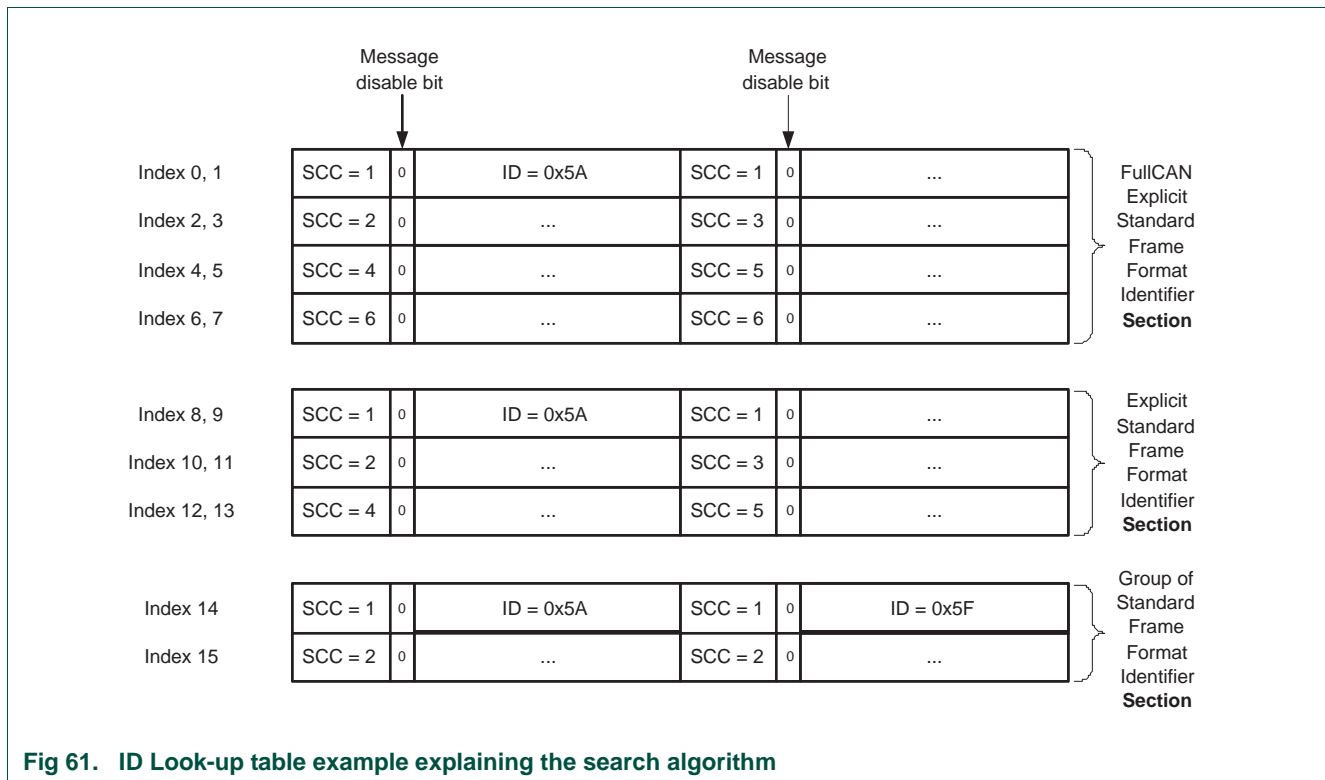 Message
disable bit
Message
disable bit
Index 0, 1 SCC = 1 0 ID = 0x5A SCC = 1 0 ...
Index 2, 3 SCC = 2 0 ... SCC = 3 0 ...
Index 4, 5 SCC = 4 0 ... SCC = 5 0 ...
Index 6, 7 SCC = 6 0 ... SCC = 6 0 ...
FullCAN
Explicit
Standard
Frame
Format
Identifier
Section
Index 8, 9 SCC = 1 0 ID = 0x5A SCC = 1 0 ...
Index 10, 11 SCC = 2 0 ... SCC = 3 0 ...
Index 12, 13 SCC = 4 0 ... SCC = 5 0 ...
Explicit
Standard
Frame
Format
Identifier
Section
Index 14 SCC = 1 0 ID = 0x5A SCC = 1 0 ID = 0x5F
Index 15 SCC = 2 0 ... SCC = 2 0 ...
Group of
Standard
Frame
Format
Identifier
Section
Fig 61. ID Look-up table example explaining the search algorithm